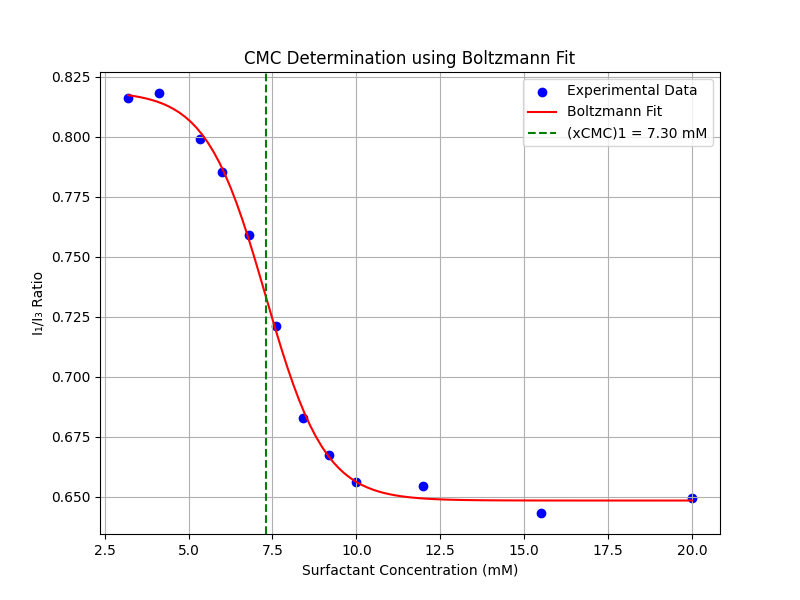 CMC Determination using Boltzmann Fit
Experimental Data
Boltzmann Fit
(xCMC)1 = 7.30 mM
I₁/I₃ Ratio
0.825
0.800
0.775
0.750
0.725
0.700
0.675
0.650
2.5 5.0 7.5 10.0 12.5 15.0 17.5 20.0
Surfactant Concentration (mM)